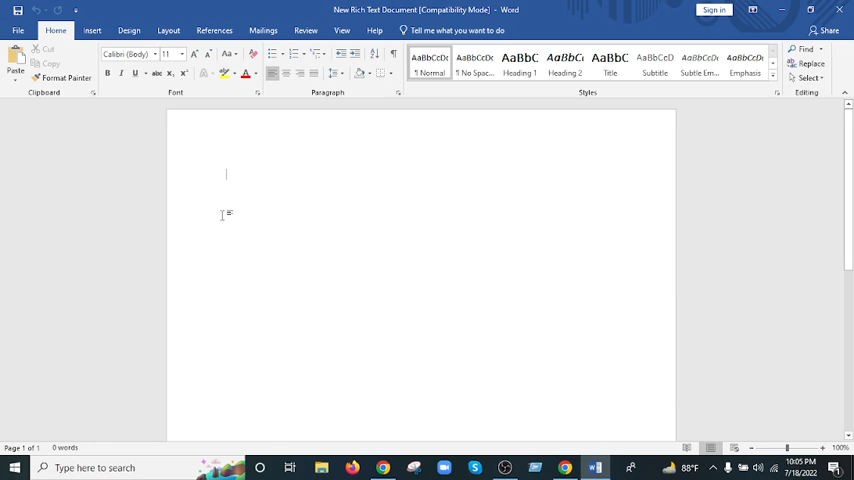 New Rich Text Document [Compatibility Mode] - Word
Sign in
File Home Insert Design Layout References Mailings Review View Help Tell me what you want to do Share
Paste
Cut
Copy
Format Painter
Clipboard
Calibri (Body) 11
Aa
B I U abc X₂ X² A A
Font
Paragraph
AaBbCcDc AaBbCcDc AaBbC AaBbCc AaBbC AaBbCcD AaBbCcDc AaBbCcDc
¶ Normal ¶ No Spac... Heading 1 Heading 2 Title Subtitle Subtle Em... Emphasis
Styles
Find
Replace
Select
Editing
Page 1 of 1 0 words 100%
Type here to search
88°F
10:05 PM
7/18/2022